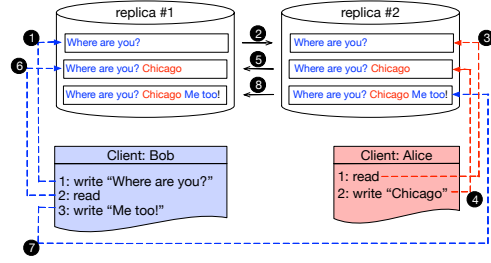 replica #1
replica #2
1
2
3
Where are you?
Where are you?
6
5
Where are you? Chicago
Where are you? Chicago
8
Where are you? Chicago Me too!
Where are you? Chicago Me too!
Client: Bob
1: write “Where are you?”
2: read
3: write “Me too!”
Client: Alice
1: read
2: write “Chicago”
4
7